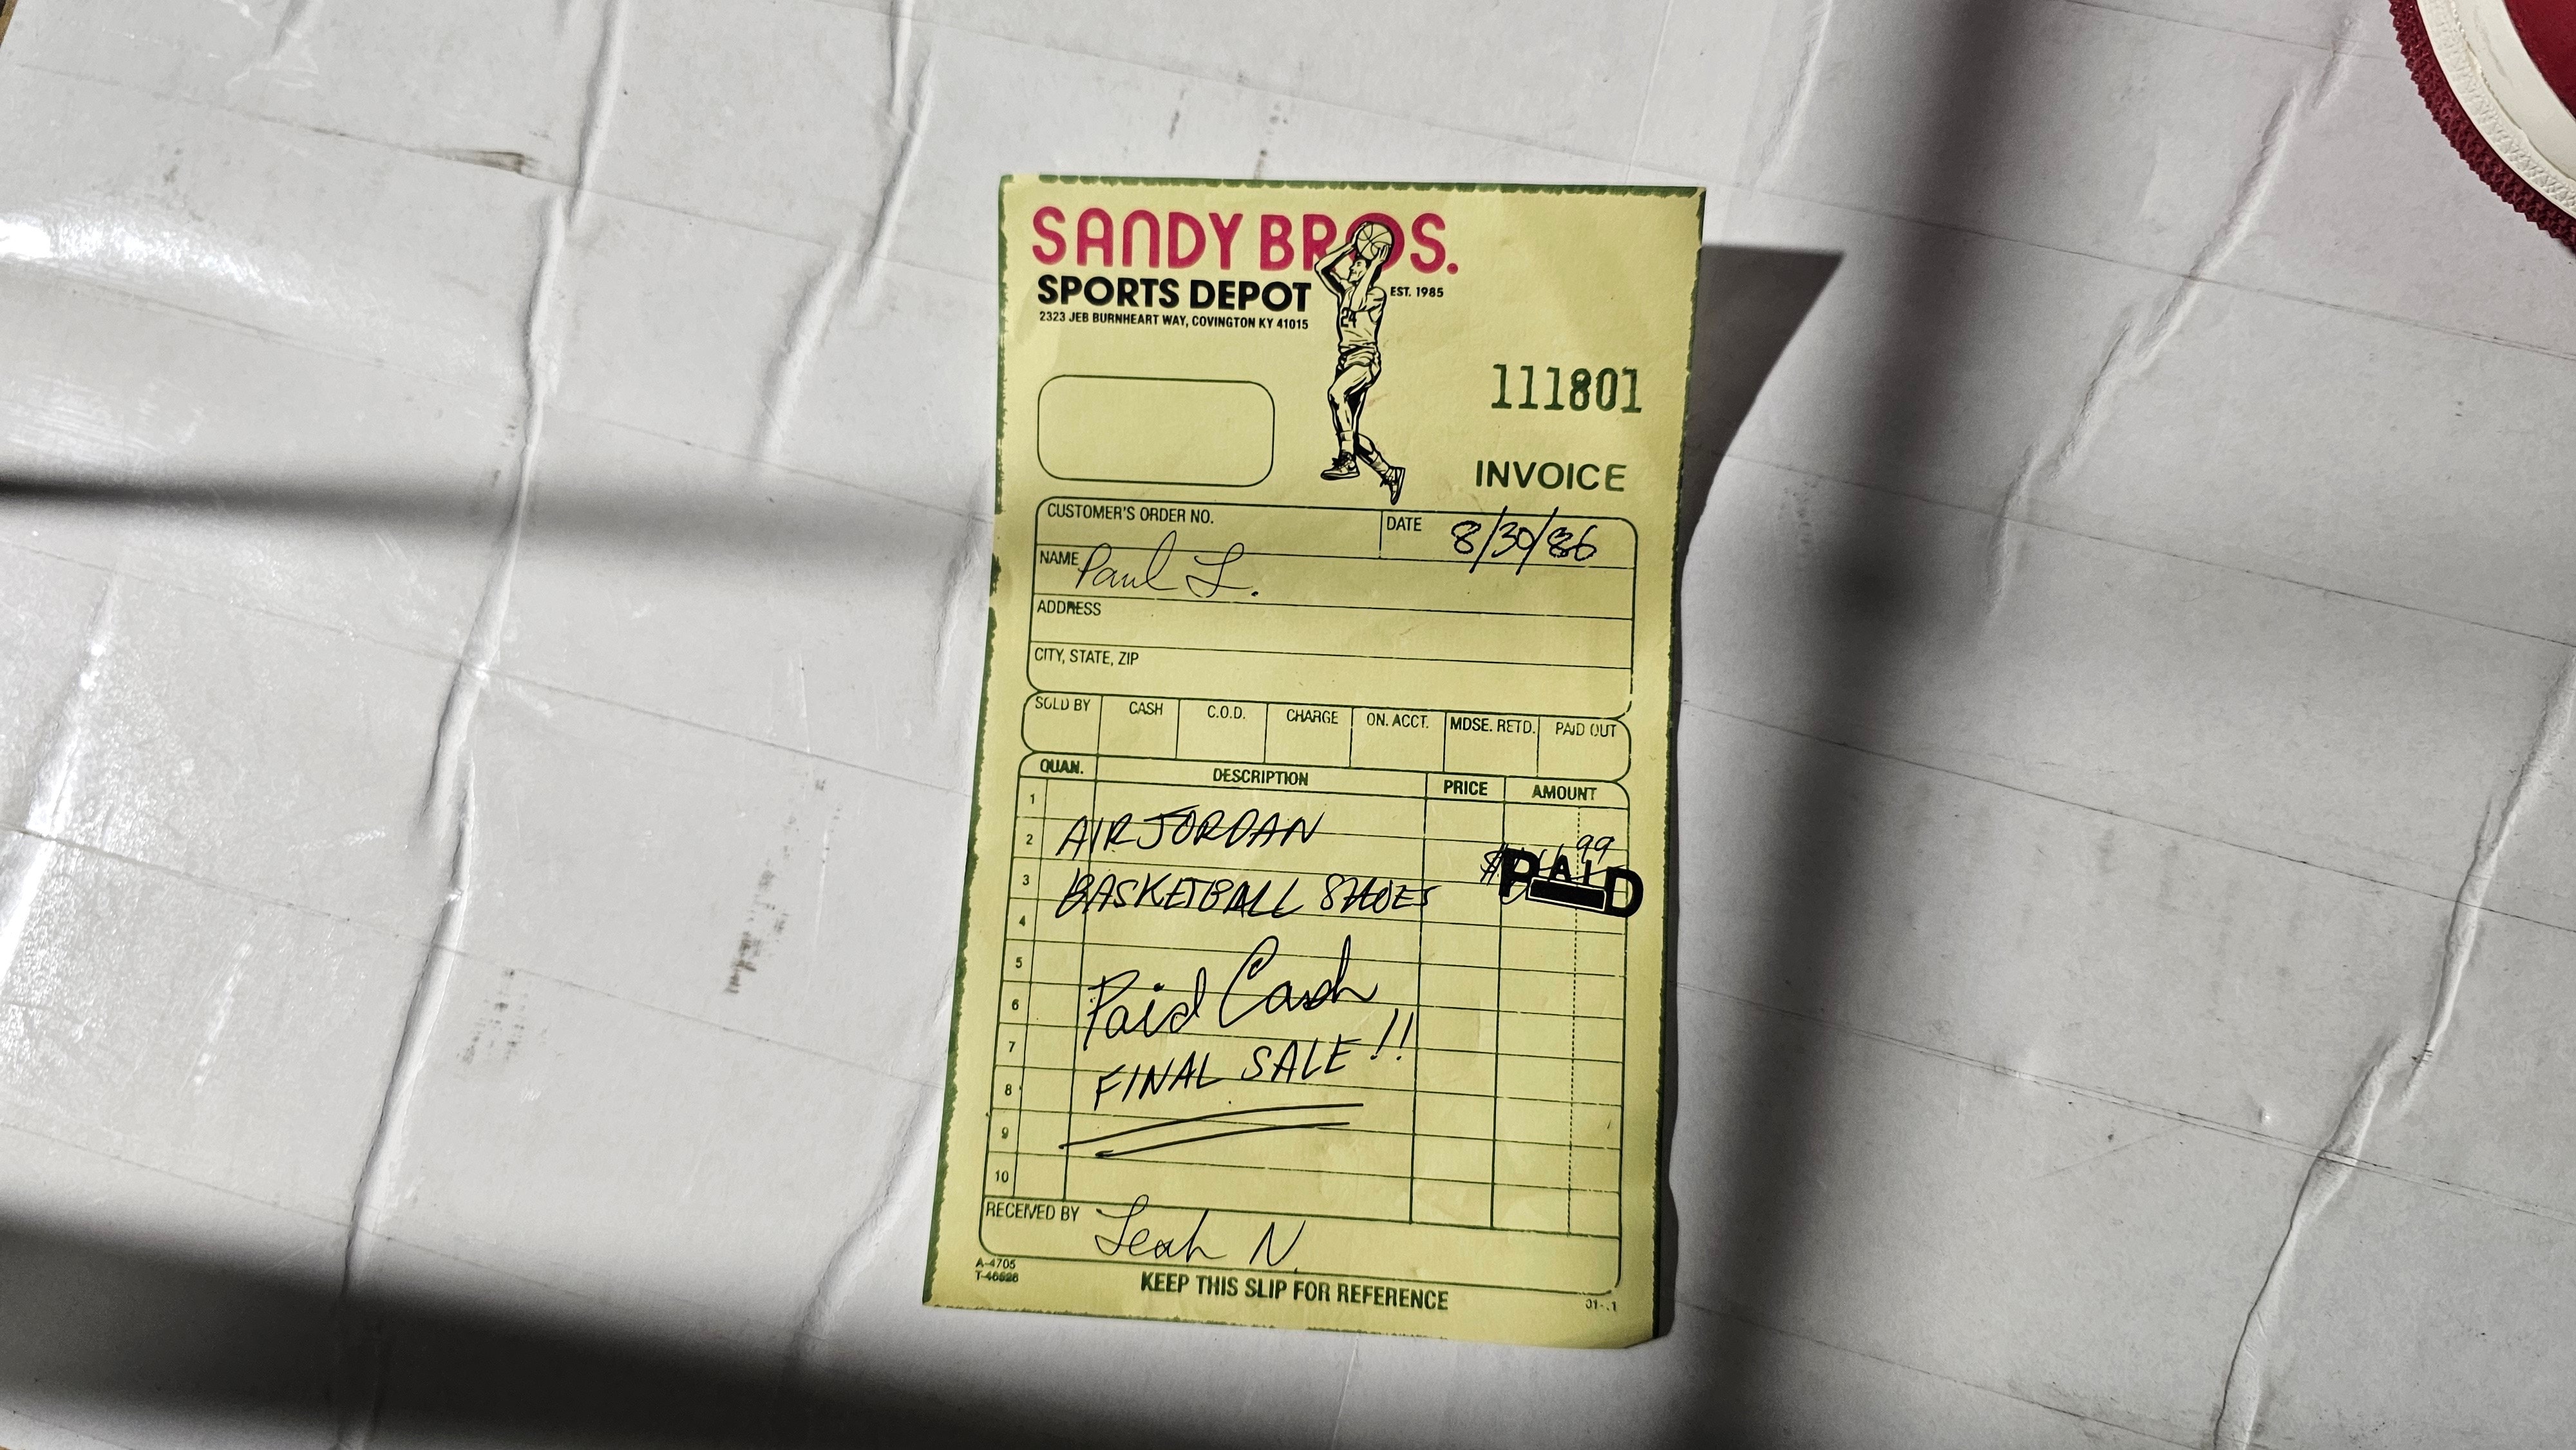 SANDY BROS.
SPORTS DEPOT
EST. 1985
2323 JEB BURNHEART WAY, COVINGTON KY 41015
24
111801
INVOICE
CUSTOMER'S ORDER NO.
DATE 8/30/86
NAME Paul L.
ADDRESS
CITY, STATE, ZIP
SOLD BY CASH C.O.D. CHARGE ON. ACCT. MDSE. RETD. PAID OUT
QUAN. DESCRIPTION PRICE AMOUNT
1
2 AIR JORDAN
3 BASKETBALL SHOES $ 99 PAID
4
5
6 Paid Cash
7
8 FINAL SALE!!
9
10
RECEIVED BY Leah N.
A-4705
T-46828
KEEP THIS SLIP FOR REFERENCE